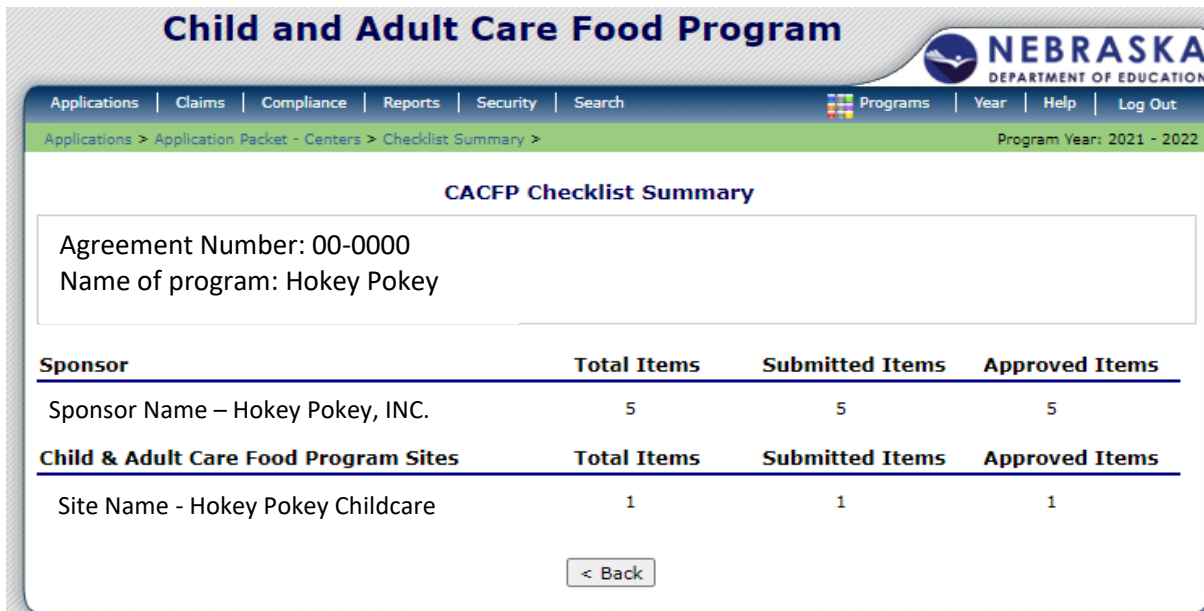 Child and Adult Care Food Program
NEBRASKA
DEPARTMENT OF EDUCATION
Applications | Claims | Compliance | Reports | Security | Search Programs | Year | Help | Log Out
Applications > Application Packet - Centers > Checklist Summary > Program Year: 2021 - 2022
CACFP Checklist Summary
Agreement Number: 00-0000
Name of program: Hokey Pokey
Sponsor Total Items Submitted Items Approved Items
Sponsor Name – Hokey Pokey, INC. 5 5 5
Child & Adult Care Food Program Sites Total Items Submitted Items Approved Items
Site Name - Hokey Pokey Childcare 1 1 1
< Back